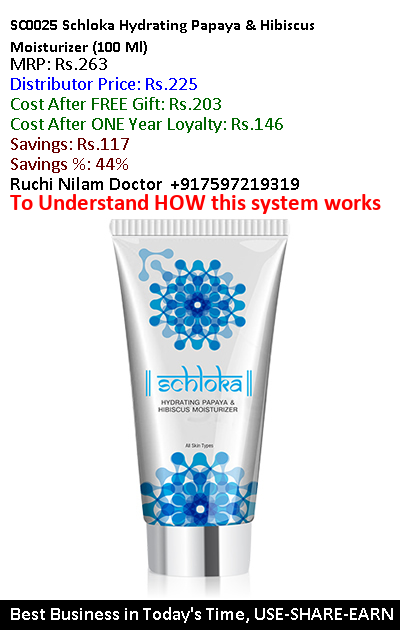 SC0025 Schloka Hydrating Papaya & Hibiscus
Moisturizer (100 Ml)
MRP: Rs.263
Distributor Price: Rs.225
Cost After FREE Gift: Rs.203
Cost After ONE Year Loyalty: Rs.146
Savings: Rs.117
Savings %: 44%
Ruchi Nilam Doctor +917597219319
To Understand HOW this system works
schloka
HYDRATING PAPAYA &
HIBISCUS MOISTURIZER
All Skin Types
Best Business in Today's Time, USE-SHARE-EARN